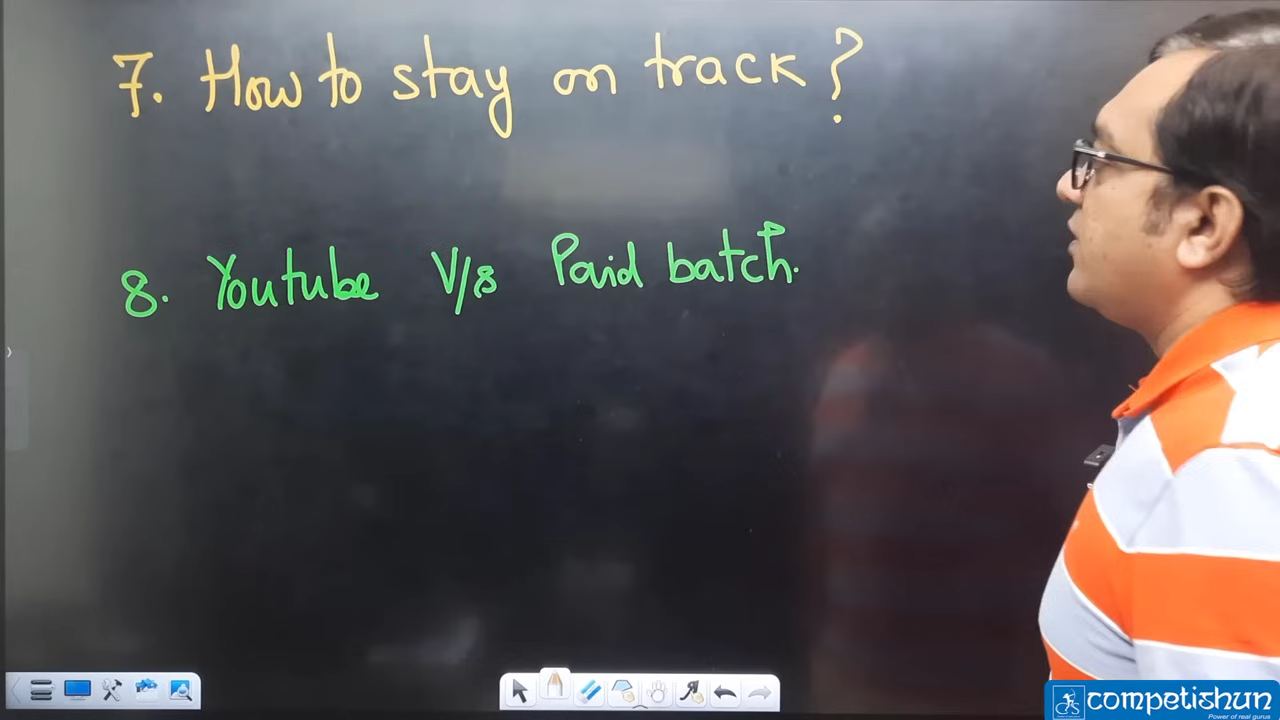 7. How to stay on track?
8. Youtube V/s Paid batch.
competishun
Power of real gurus